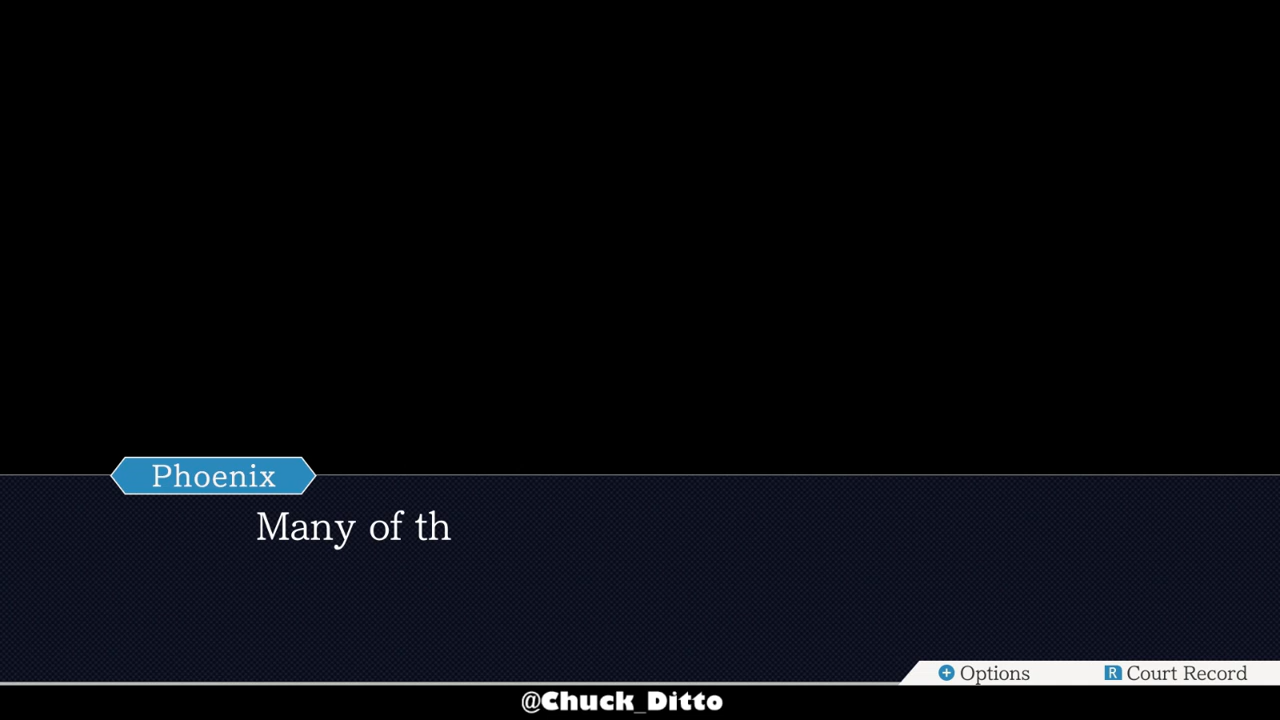 Phoenix
Many of th
Options
R Court Record
@Chuck_Ditto